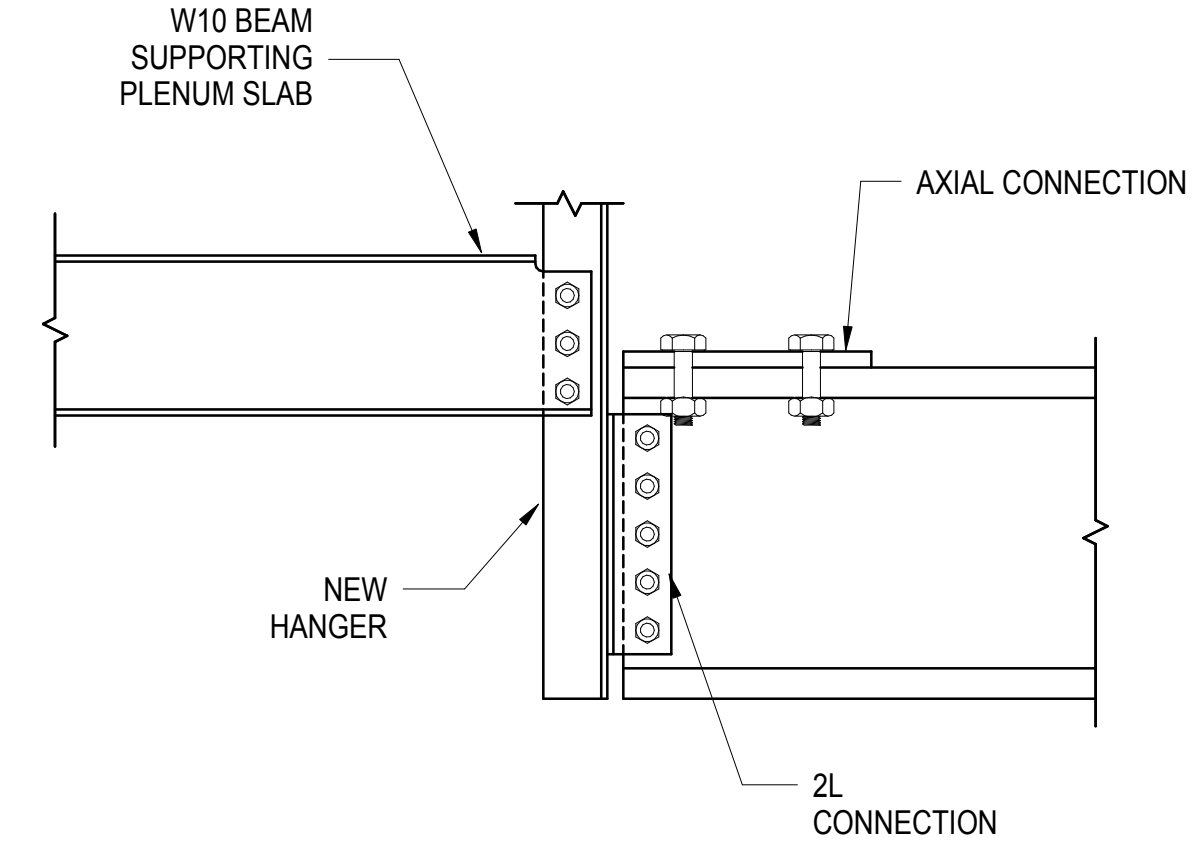 W10 BEAM
SUPPORTING
PLENUM SLAB
AXIAL CONNECTION
NEW
HANGER
2L
CONNECTION